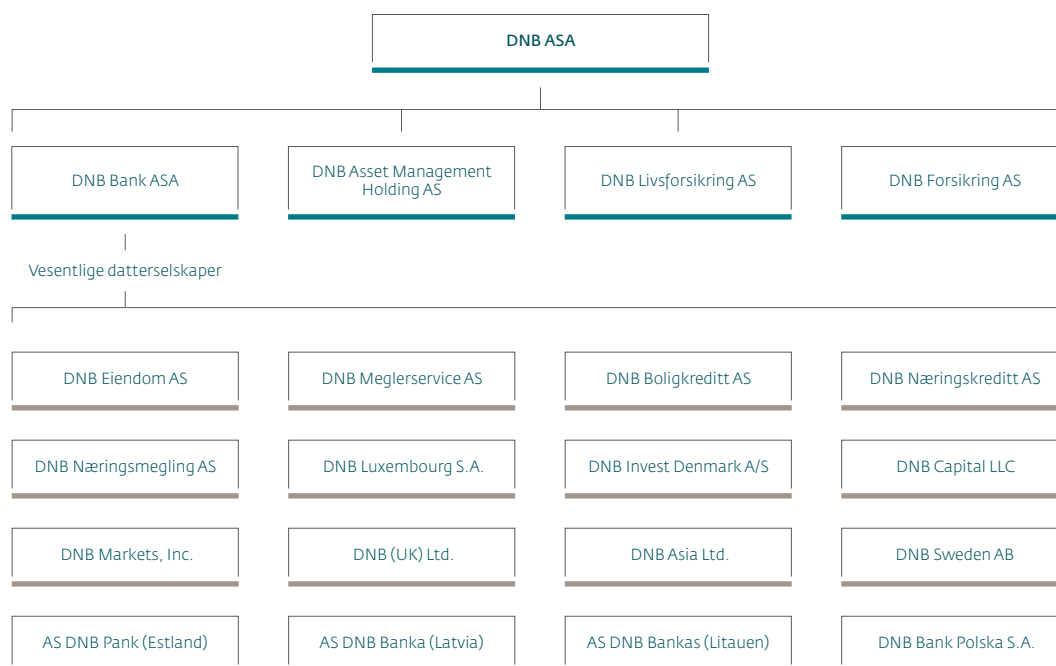 DNB ASA
DNB Bank ASA
DNB Asset Management
Holding AS
DNB Livsforsikring AS
DNB Forsikring AS
Vesentlige datterselskaper
DNB Eiendom AS
DNB Meglerservice AS
DNB Boligkreditt AS
DNB Næringskreditt AS
DNB Næringsmegling AS
DNB Luxembourg S.A.
DNB Invest Denmark A/S
DNB Capital LLC
DNB Markets, Inc.
DNB (UK) Ltd.
DNB Asia Ltd.
DNB Sweden AB
AS DNB Pank (Estland)
AS DNB Banka (Latvia)
AS DNB Bankas (Litauen)
DNB Bank Polska S.A.